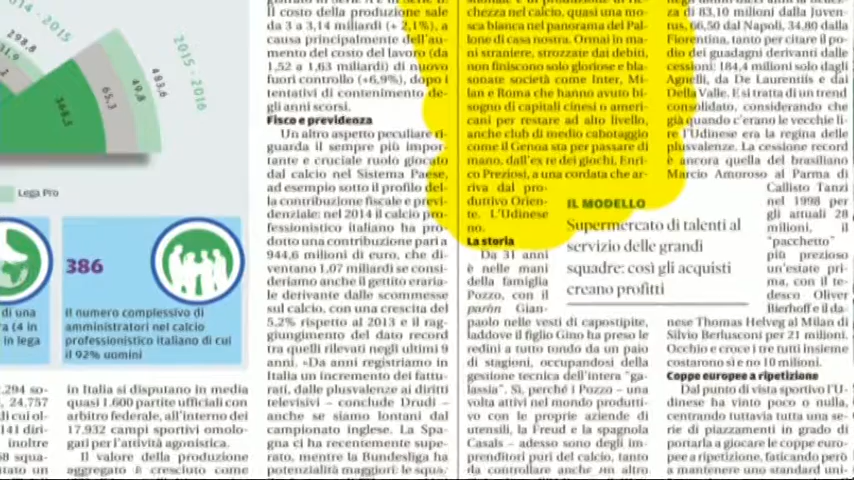 2014 - 2015
298.8
31.9
2015 - 2016
483.6
49.8
65.3
368.5
Lega Pro
di una
ra (4 in
in lega
386
Il numero complessivo di
amministratori nel calcio
professionistico italiano di cui
il 92% uomini
2.294 so-
24.757
di cui ol-
141 diri-
inoltre
58 squa-
in Italia si disputano in media
quasi 1.600 partite ufficiali con
arbitro federale, all'interno dei
17.932 campi sportivi omolo-
gati per l'attività agonistica.
Il valore della produzione
aggregato è cresciuto come
Il costo della produzione sale
da 3 a 3,14 miliardi (+ 2,1%), a
causa principalmente dell'au-
mento del costo del lavoro (da
1,52 a 1,63 miliardi) di nuovo
fuori controllo (+6,9%), dopo i
tentativi di contenimento de-
gli anni scorsi.
Fisco e previdenza
Un altro aspetto peculiare ri-
guarda il sempre più impor-
tante e cruciale ruolo giocato
dal calcio nel Sistema Paese,
ad esempio sotto il profilo del-
la contribuzione fiscale e previ-
denziale: nel 2014 il calcio pro-
fessionistico italiano ha pro-
dotto una contribuzione pari a
944,6 milioni di euro, che di-
ventano 1,07 miliardi se consi-
deriamo anche il gettito eraria-
le derivante dalle scommesse
sul calcio, con una crescita del
5,2% rispetto al 2013 e il rag-
giungimento del dato record
tra quelli rilevati negli ultimi 9
anni. «Da anni registriamo in
Italia un incremento dei fattu-
rati, dalle plusvalenze ai diritti
televisivi – conclude Drudi –
anche se siamo lontani dal
campionato inglese. La Spa-
gna ci ha recentemente supe-
rato, mentre la Bundesliga ha
potenzialità maggiori: le squa-
chezza nel calcio, quasi una mo-
sca bianca nel panorama del Pal-
lone di casa nostra. Ormai in ma-
ni straniere, strozzate dai debiti,
non finiscono solo gloriose e bla-
sonate società come Inter, Mi-
lan e Roma che hanno avuto bi-
sogno di capitali cinesi o ameri-
cani per restare ad alto livello,
anche club di medio cabotaggio
come il Genoa sta per passare di
mano, dall'ex re dei giochi, Enri-
co Preziosi, a una cordata che ar-
riva dal pro-
duttivo Orien-
te. L'Udinese
no.
La storia
Da 31 anni
è nelle mani
della famiglia
Pozzo, con il
paròn Gian-
paolo nelle vesti di capostipite,
laddove il figlio Gino ha preso le
redini a tutto tondo da un paio
di stagioni, occupandosi della
gestione tecnica dell'intera "ga-
lassia". Sì, perché i Pozzo – una
volta attivi nel mondo produtti-
vo con le proprie aziende di
utensili, la Freud e la spagnola
Casals – adesso sono degli im-
prenditori puri del calcio, tanto
da controllare anche un altro
IL MODELLO
Supermercato di talenti al
servizio delle grandi
squadre: così gli acquisti
creano profitti
za di 83,10 milioni dalla Juven-
tus, 66,50 dal Napoli, 34,89 dalla
Fiorentina, tanto per citare il po-
dio dei guadagni derivanti dalle
cessioni: 184,4 milioni solo dagli
Agnelli, da De Laurentiis e dai
Della Valle. E si tratta di un trend
consolidato, considerando che
già quando c'erano le vecchie li-
re l'Udinese era la regina delle
plusvalenze. La cessione record
è ancora quella del brasiliano
Marcio Amoroso al Parma di
Callisto Tanzi
nel 1998 per
gli attuali 28
milioni, il
"pacchetto"
più prezioso
un'estate pri-
ma, con il te-
desco Oliver
Bierhoff e il da-
nese Thomas Helveg al Milan di
Silvio Berlusconi per 21 milioni.
Occhio e croce i tre tutti insieme
costarono sì e no 10 milioni.
Coppe europee a ripetizione
Dal punto di vista sportivo l'U-
dinese ha vinto poco o nulla,
centrando tuttavia tutta una se-
rie di piazzamenti in grado di
portarla a giocare le coppe euro-
pee a ripetizione, faticando però
a mantenere uno standard uni-